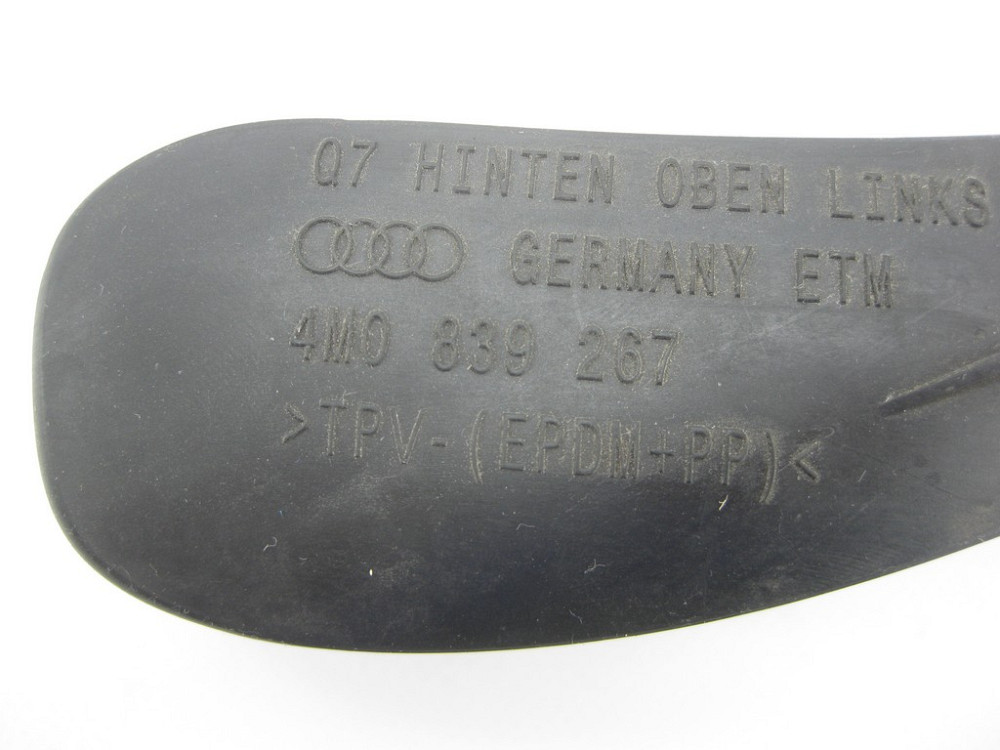 Q7 HINTEN OBEN LINKS
GERMANY ETM
4M0 839 267
>TPV-(EPDM+PP)<